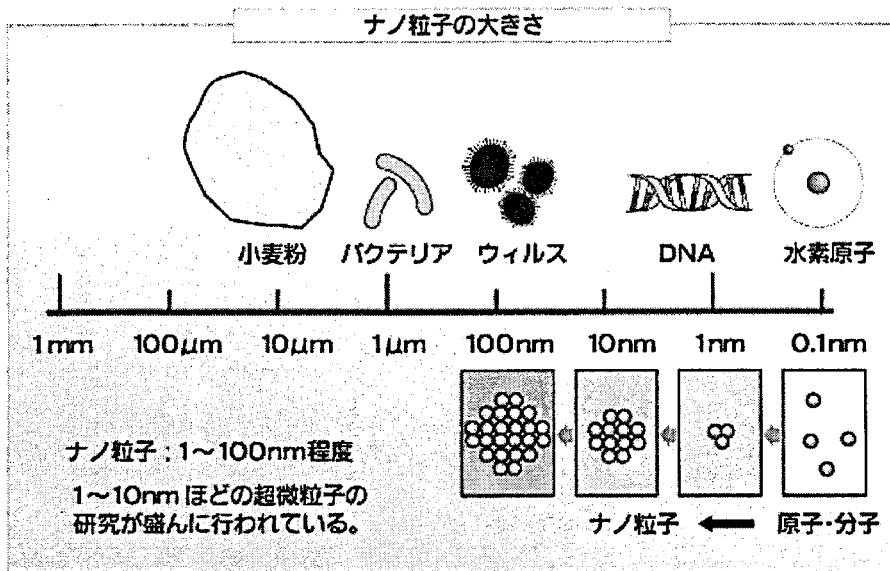 ナノ粒子の大きさ
小麦粉 バクテリア ウィルス DNA 水素原子
1mm 100μm 10μm 1μm 100nm 10nm 1nm 0.1nm
ナノ粒子:1～100nm程度
1～10nmほどの超微粒子の
研究が盛んに行われている。
ナノ粒子 ← 原子・分子